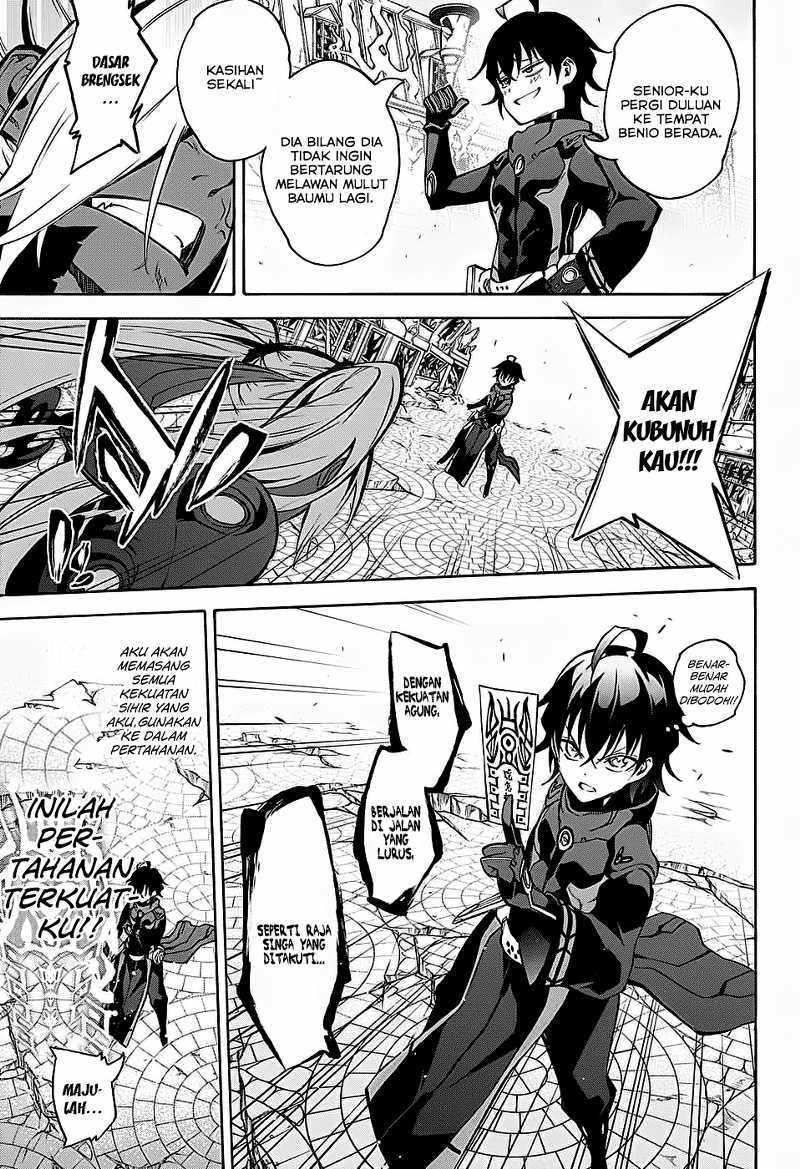 SENIOR-KU
PERGI DULUAN
KE TEMPAT
BENIO BERADA.
DIA BILANG DIA
TIDAK INGIN
BERTARUNG
MELAWAN MULUT
BAUMU LAGI.
KASIHAN
SEKALI~
DASAR
BRENGSEK
...
AKAN
KUBUNUH
KAU!!!
BENAR-
BENAR
MUDAH
DIBODOHI!
DENGAN
KEKUATAN
AGUNG,
BERJALAN
DI JALAN
YANG
LURUS,
SEPERTI RAJA
SINGA YANG
DITAKUTI...
AKU AKAN
MEMASANG
SEMUA
KEKUATAN
SIHIR YANG
AKU,GUNAKAN
KE DALAM
PERTAHANAN.
INILAH
PER-
TAHANAN
TERKUAT-
KU!!
MAJU-
LAH...